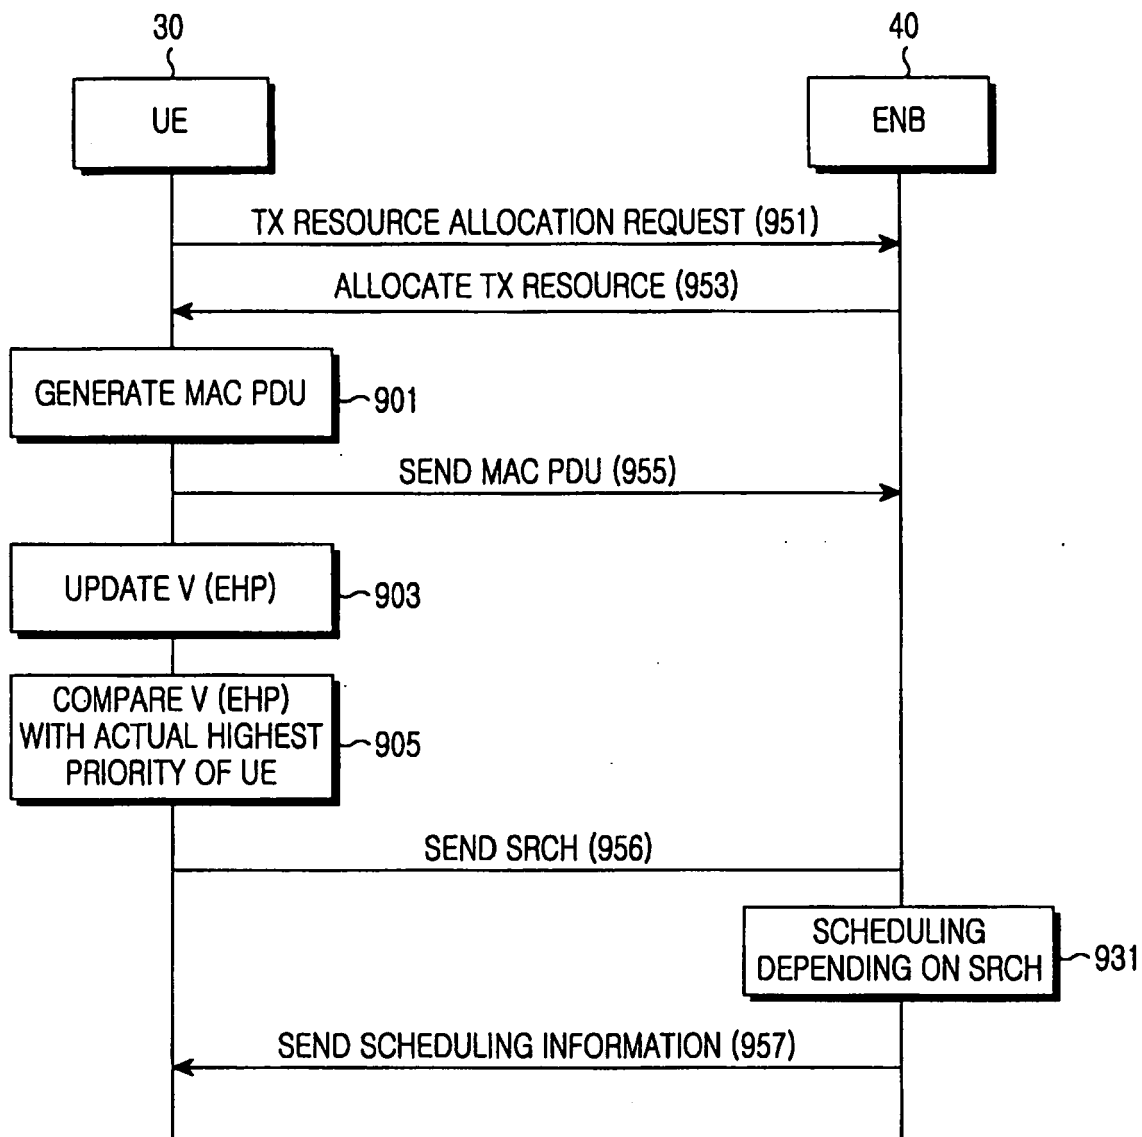 30
40
UE
ENB
TX RESOURCE ALLOCATION REQUEST (951)
ALLOCATE TX RESOURCE (953)
GENERATE MAC PDU
901
SEND MAC PDU (955)
UPDATE V (EHP)
903
COMPARE V (EHP)
WITH ACTUAL HIGHEST
PRIORITY OF UE
905
SEND SRCH (956)
SCHEDULING
DEPENDING ON SRCH
931
SEND SCHEDULING INFORMATION (957)